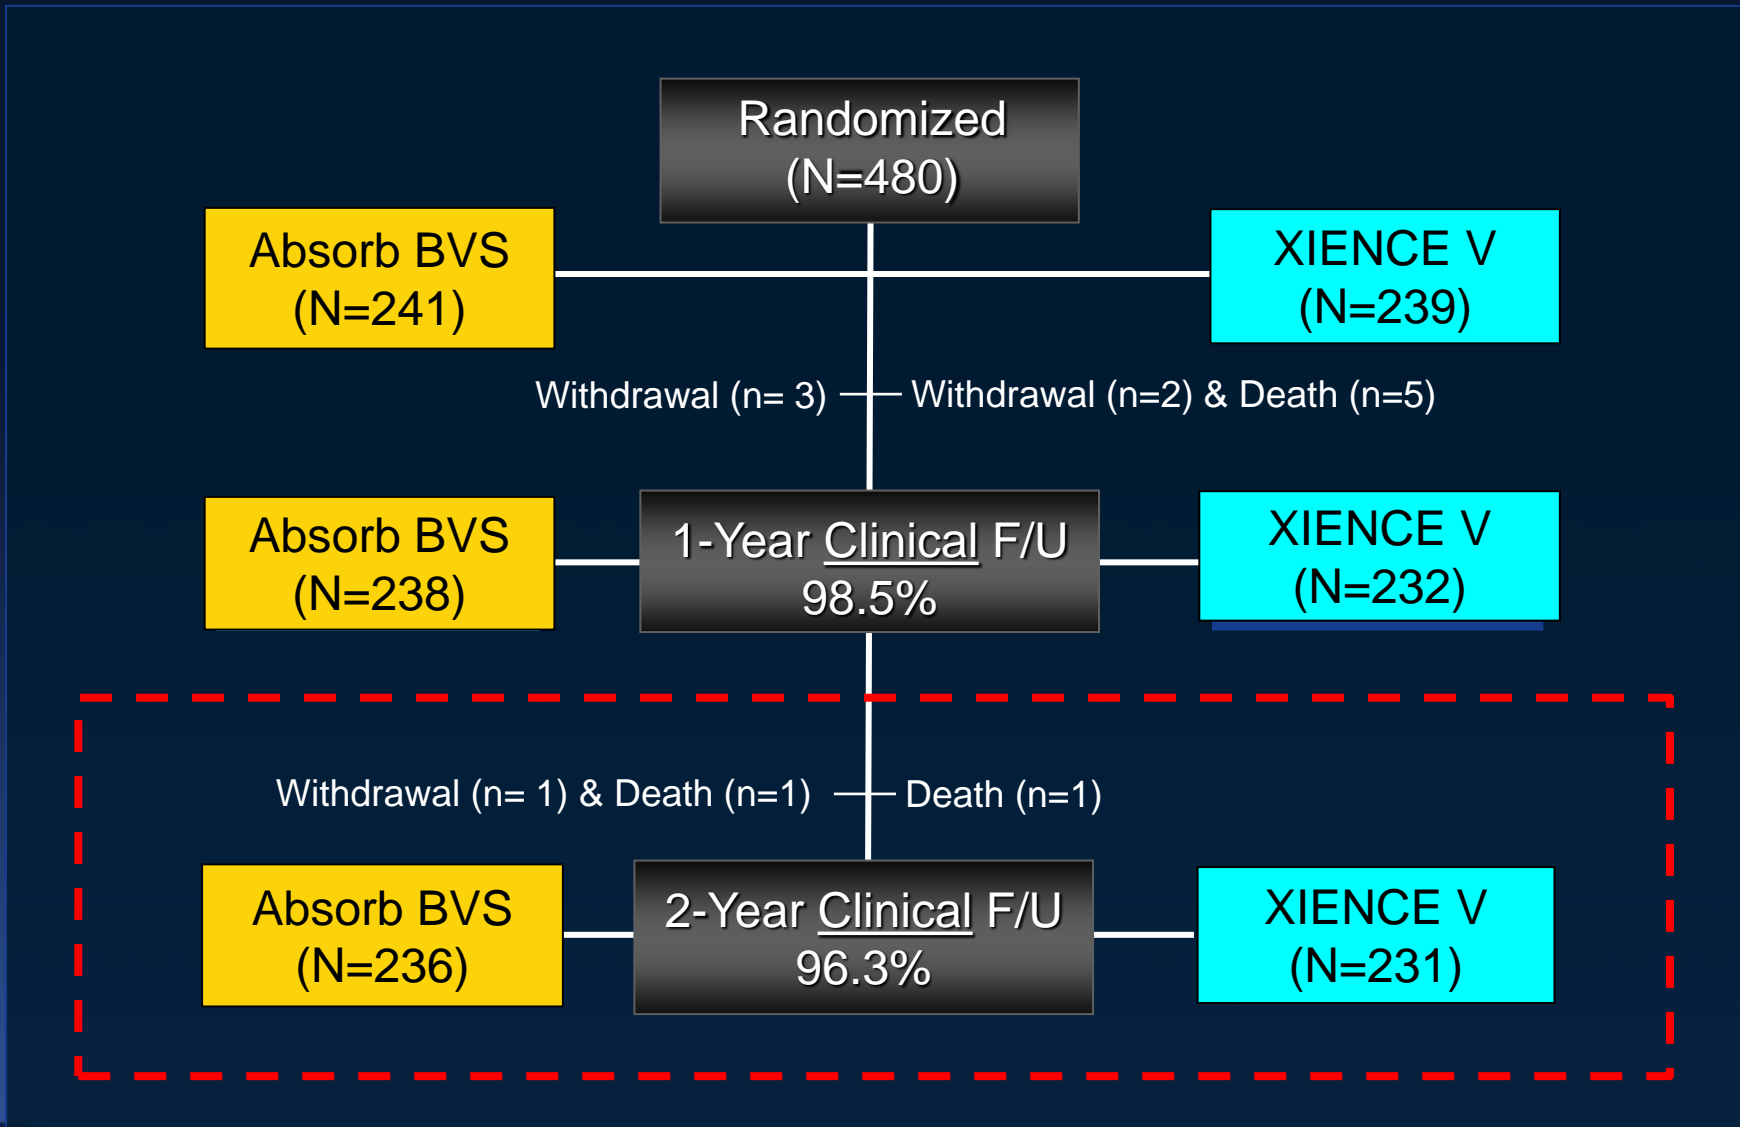 Randomized
(N=480)
Absorb BVS
(N=241)
XIENCE V
(N=239)
Withdrawal (n= 3)
Withdrawal (n=2) & Death (n=5)
Absorb BVS
(N=238)
1-Year Clinical F/U
98.5%
XIENCE V
(N=232)
Withdrawal (n= 1) & Death (n=1)
Death (n=1)
Absorb BVS
(N=236)
2-Year Clinical F/U
96.3%
XIENCE V
(N=231)